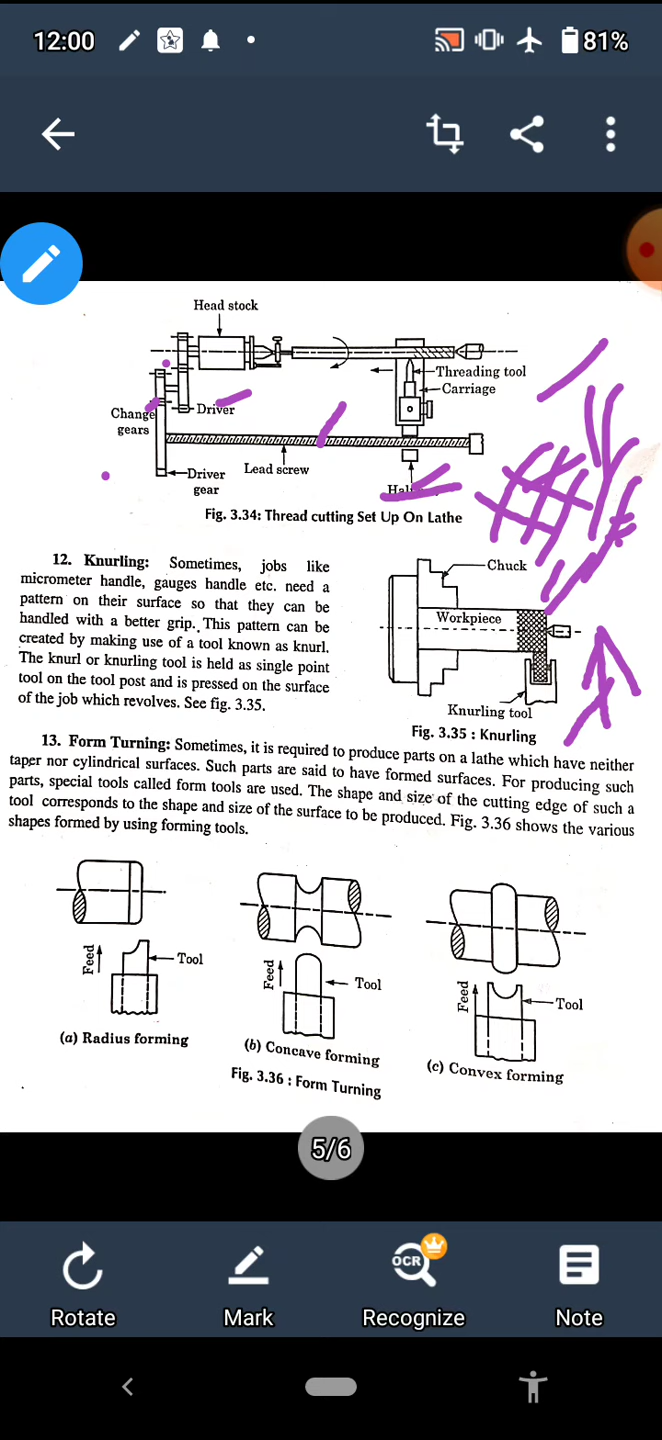 12:00
81%
Head stock
Threading tool
Carriage
Change
gears
Driver
Driver
gear
Lead screw
Fig. 3.34: Thread cutting Set Up On Lathe
12. Knurling: Sometimes, jobs like
micrometer handle, gauges handle etc. need a
pattern on their surface so that they can be
handled with a better grip. This pattern can be
created by making use of a tool known as knurl.
The knurl or knurling tool is held as single point
tool on the tool post and is pressed on the surface
of the job which revolves. See fig. 3.35.
Chuck
Workpiece
Knurling tool
Fig. 3.35 : Knurling
13. Form Turning: Sometimes, it is required to produce parts on a lathe which have neither
taper nor cylindrical surfaces. Such parts are said to have formed surfaces. For producing such
parts, special tools called form tools are used. The shape and size of the cutting edge of such a
tool corresponds to the shape and size of the surface to be produced. Fig. 3.36 shows the various
shapes formed by using forming tools.
Feed
Tool
(a) Radius forming
Feed
Tool
(b) Concave forming
Feed
Tool
(c) Convex forming
Fig. 3.36 : Form Turning
5/6
OCR
Rotate
Mark
Recognize
Note